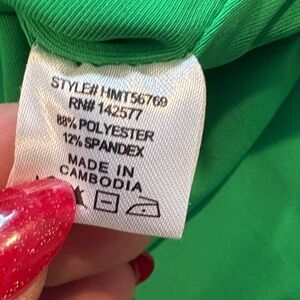 STYLE# HMT56769
RN# 142577
88% POLYESTER
12% SPANDEX
MADE IN
CAMBODIA